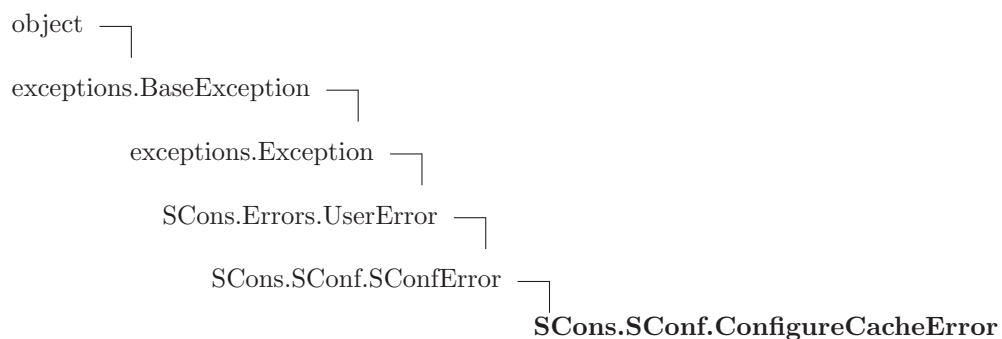 object
exceptions.BaseException
exceptions.Exception
SCons.Errors.UserError
SCons.SConf.SConfError
SCons.SConf.ConfigureCacheError